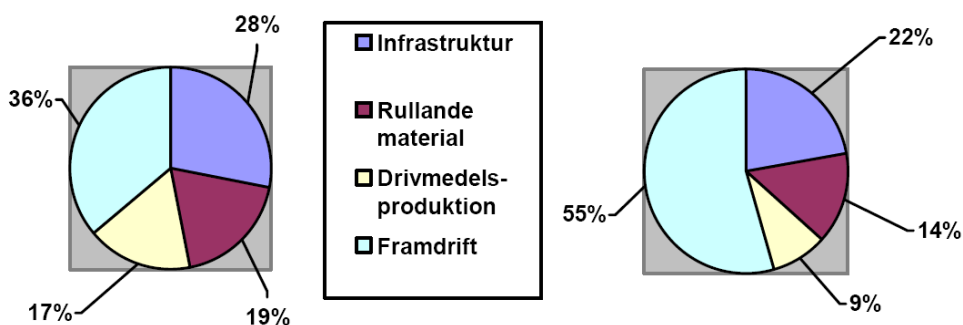 28%
36%
17%
19%
Infrastruktur
Rullande
material
Drivmedels-
produktion
Framdrift
22%
55%
14%
9%